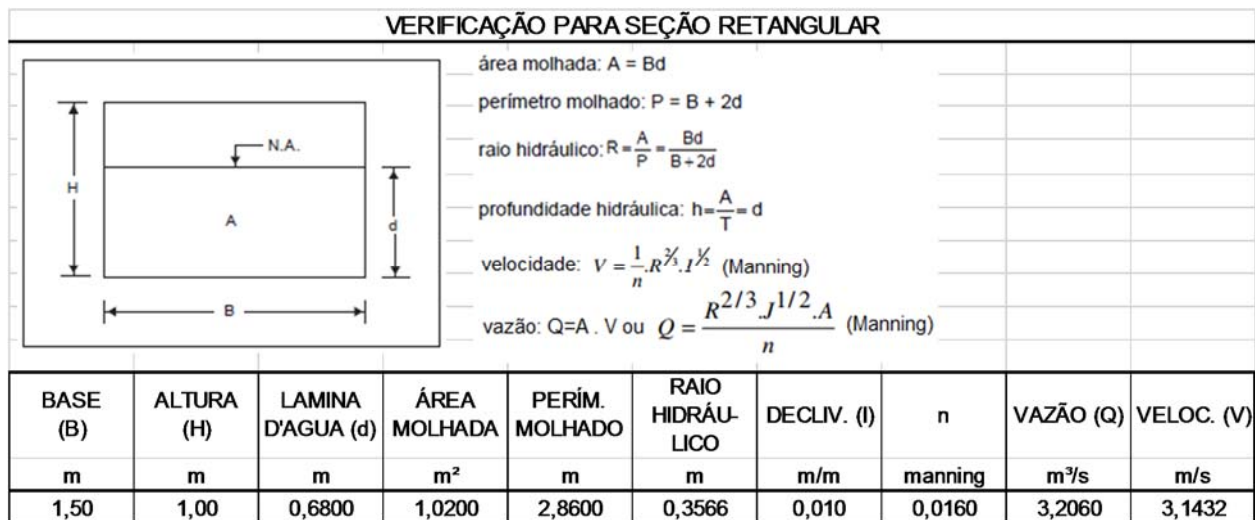 VERIFICAÇÃO PARA SEÇÃO RETANGULAR
H
N.A.
A
d
B
área molhada: A = Bd
perímetro molhado: P = B + 2d
raio hidráulico: R = A/P = Bd/(B + 2d)
profundidade hidráulica: h = A/T = d
velocidade: V = 1/n . R^2/3 . I^1/2 (Manning)
vazão: Q=A . V ou Q = R^2/3 . J^1/2 . A / n (Manning)
BASE (B) ALTURA (H) LAMINA D'AGUA (d) ÁREA MOLHADA PERÍM. MOLHADO RAIO HIDRÁU-LICO DECLIV. (I) n VAZÃO (Q) VELOC. (V)
m m m m² m m m/m manning m³/s m/s
1,50 1,00 0,6800 1,0200 2,8600 0,3566 0,010 0,0160 3,2060 3,1432